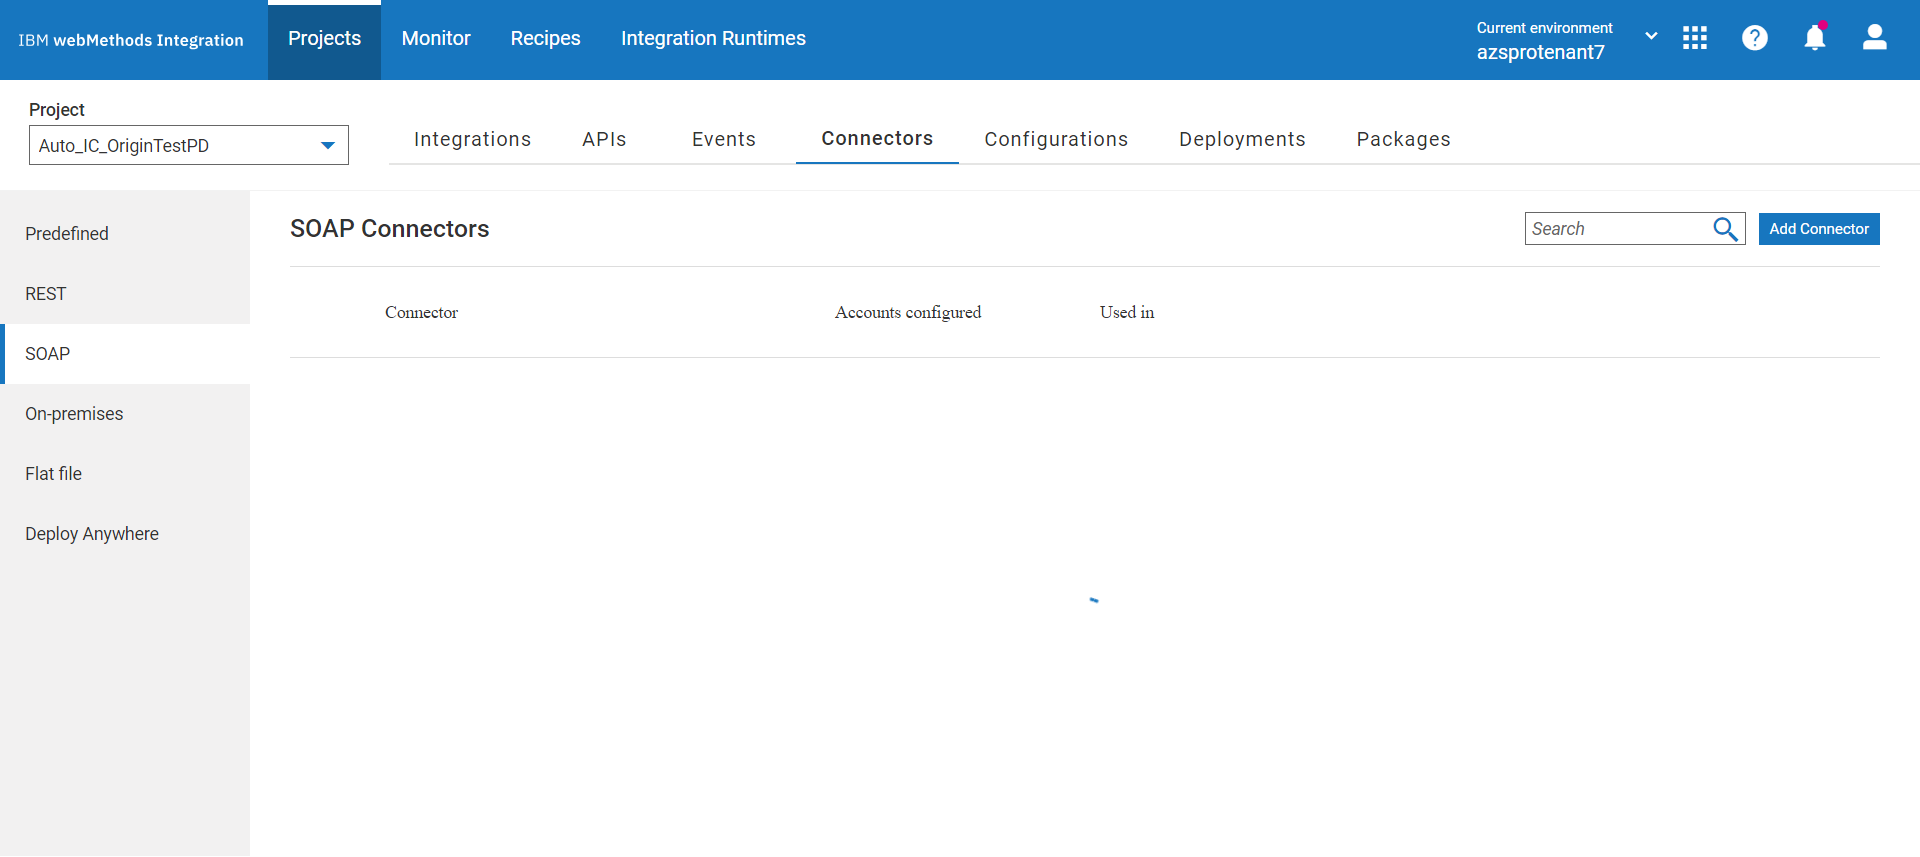 IBM webMethods Integration
Projects
Monitor
Recipes
Integration Runtimes
Current environment
azsprotenant7
Project
Auto_IC_OriginTestPD
Integrations
APIs
Events
Connectors
Configurations
Deployments
Packages
Predefined
REST
SOAP
On-premises
Flat file
Deploy Anywhere
SOAP Connectors
Search
Add Connector
Connector
Accounts configured
Used in